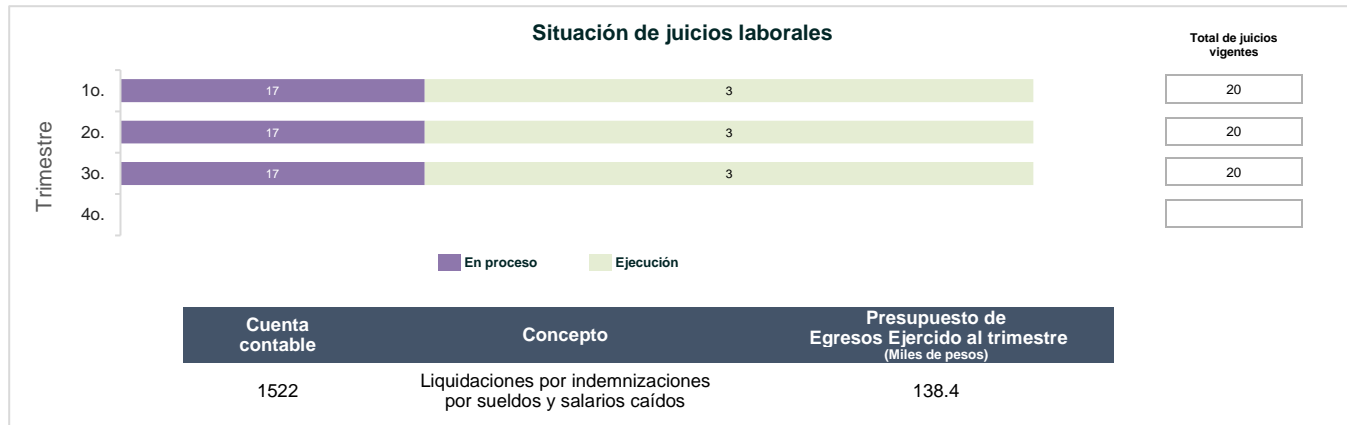 Situación de juicios laborales
Total de juicios
vigentes
Trimestre
1o.
17
3
20
2o.
17
3
20
3o.
17
3
20
4o.
En proceso
Ejecución
Cuenta
contable
Concepto
Presupuesto de
Egresos Ejercido al trimestre
(Miles de pesos)
1522
Liquidaciones por indemnizaciones
por sueldos y salarios caídos
138.4